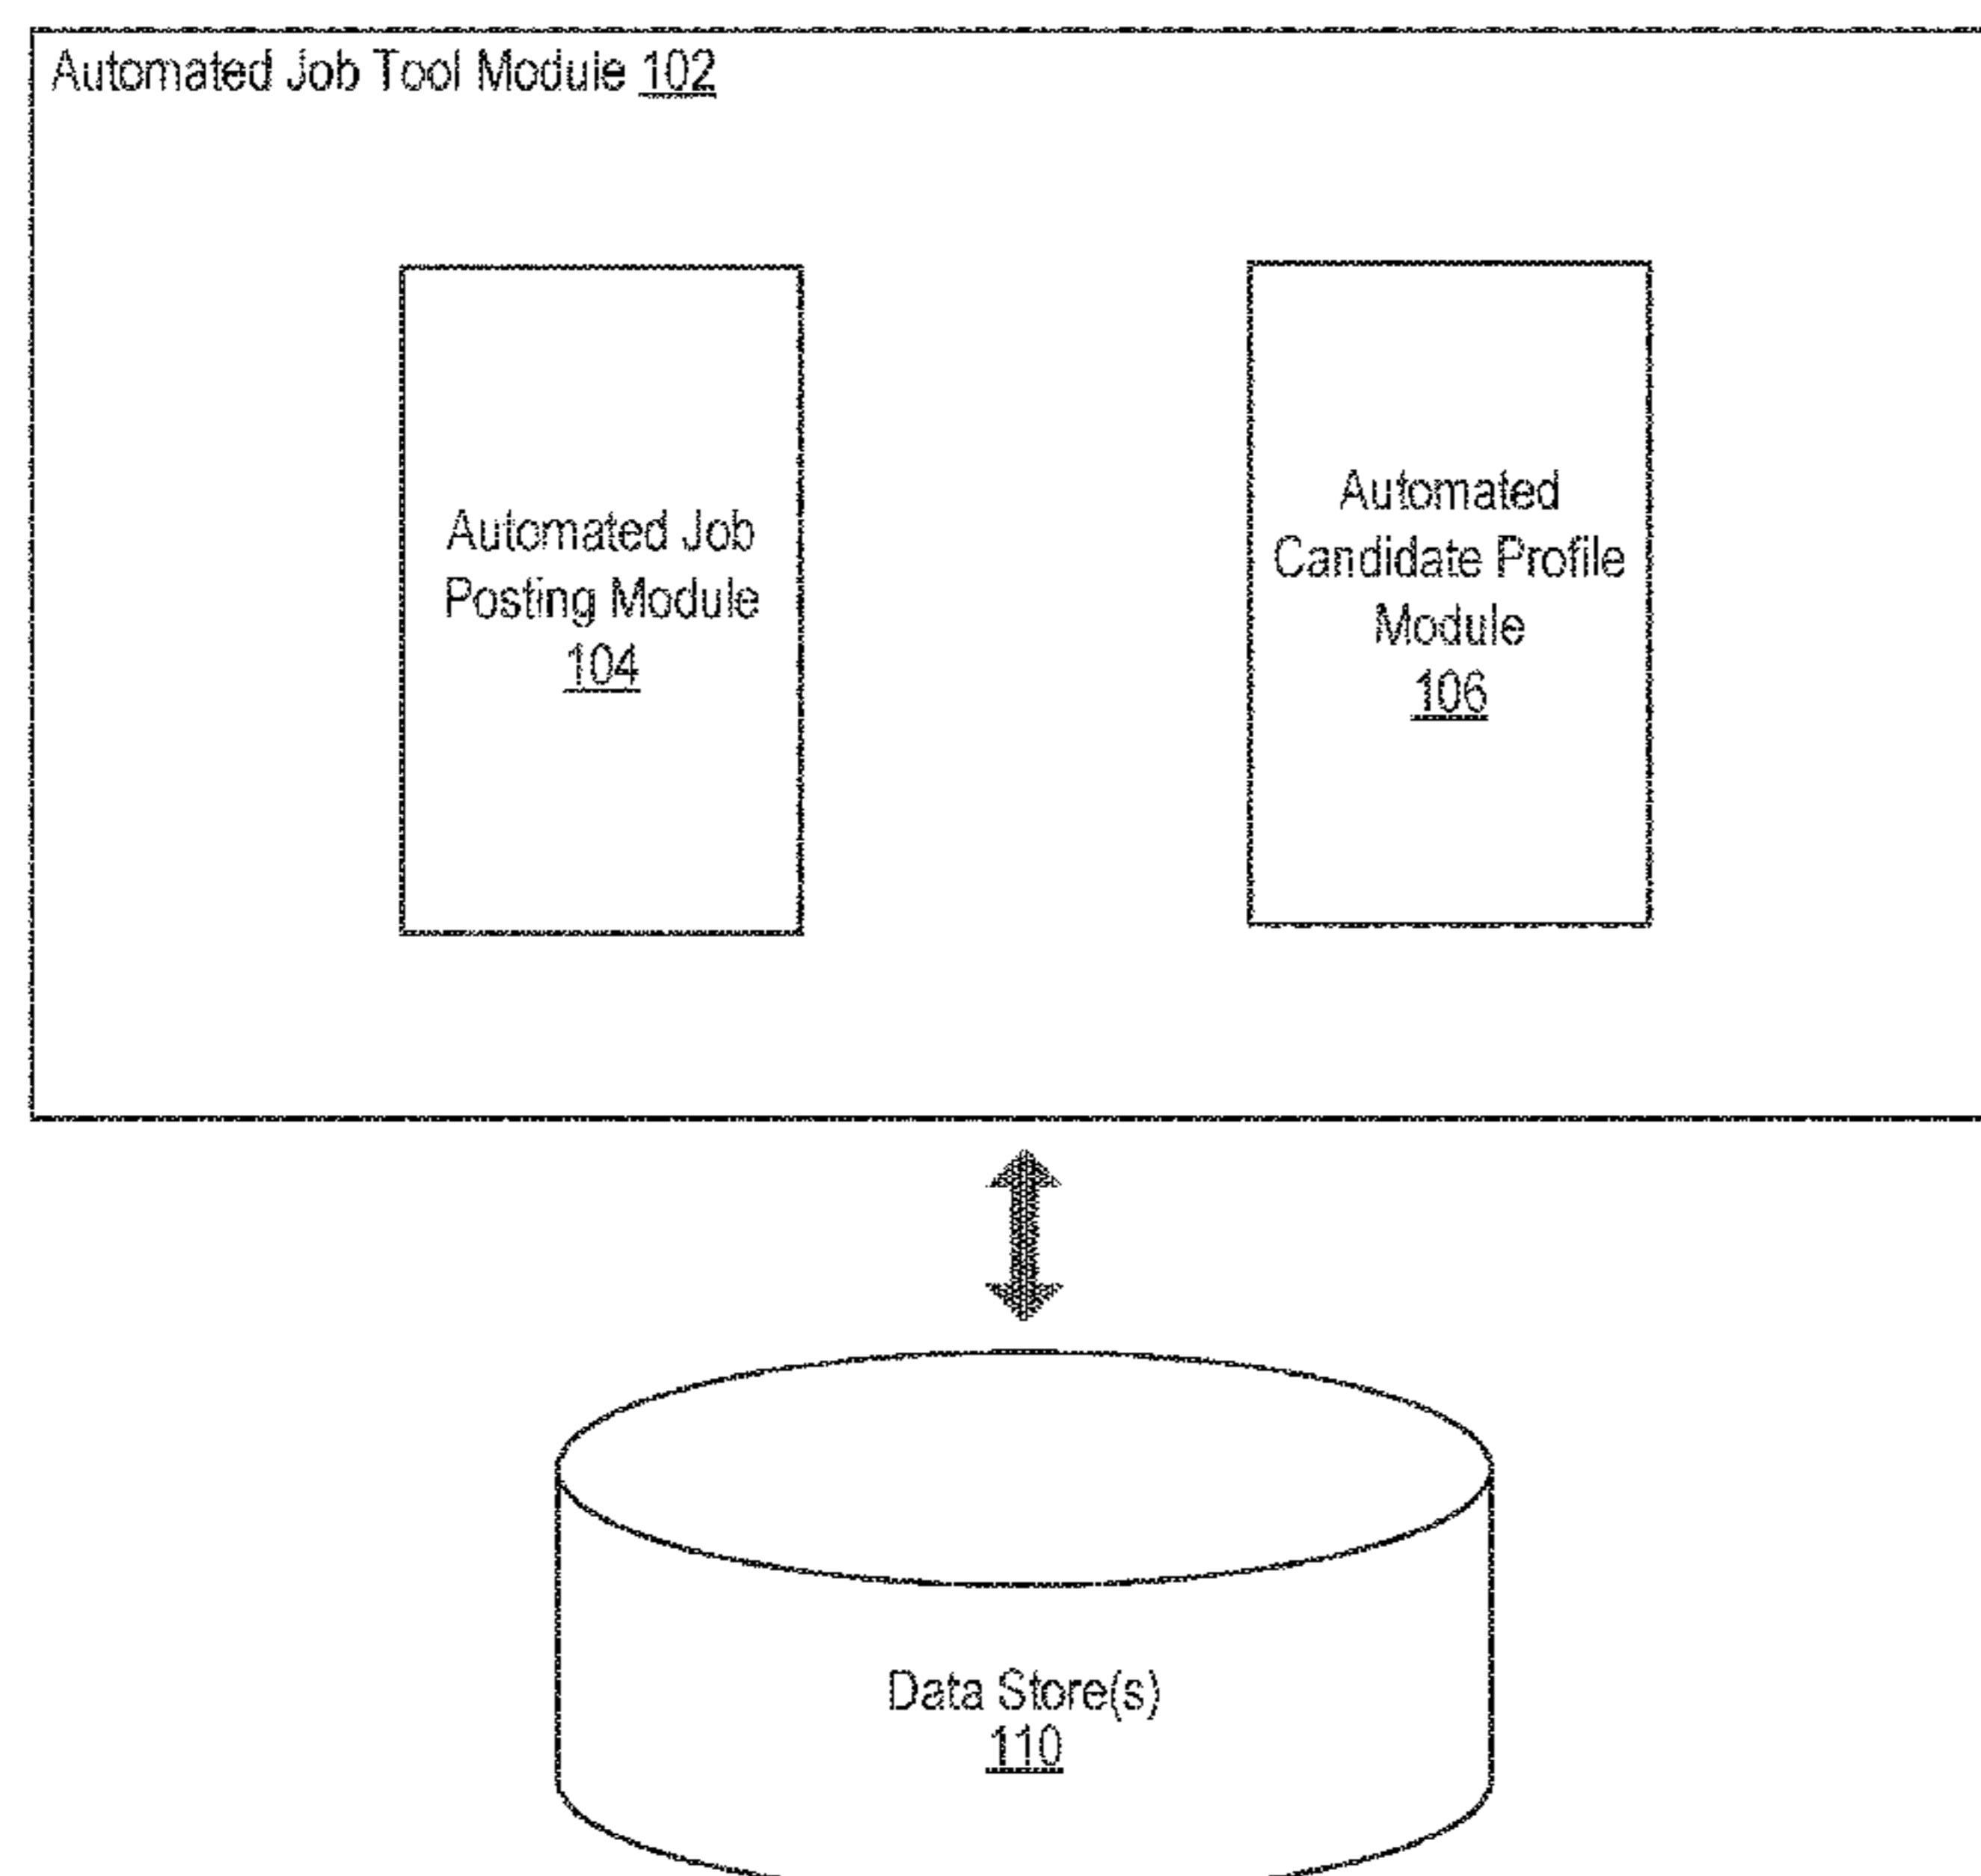 Automated Job Tool Module 102
Automated Job
Posting Module
104
Automated
Candidate Profile
Module
106
Data Store(s)
110